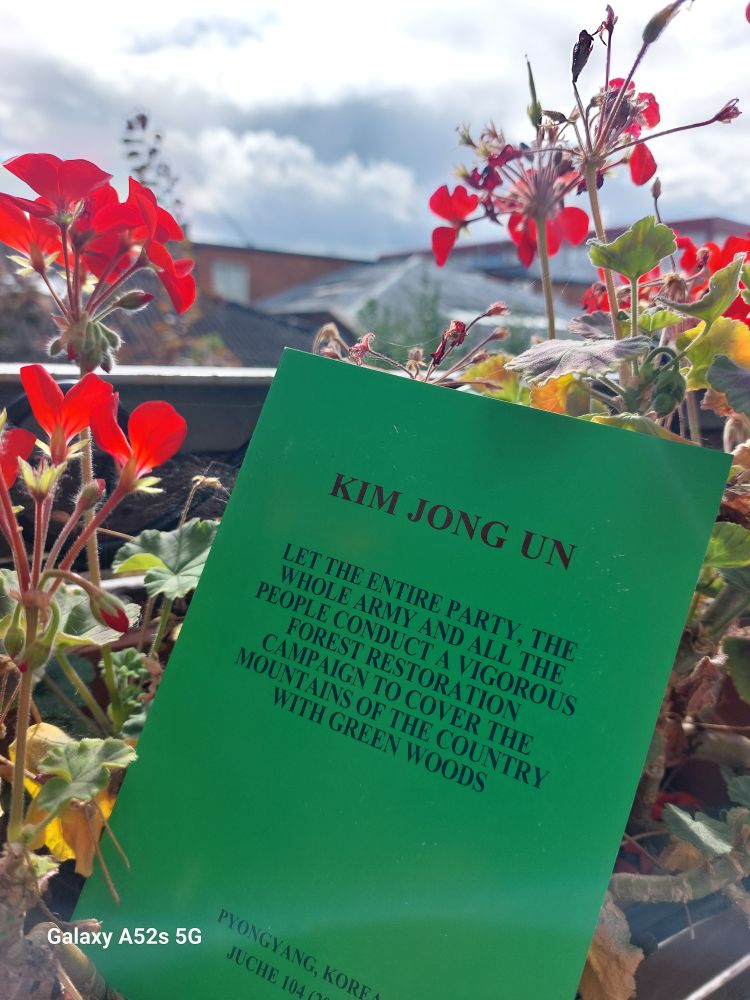 KIM JONG UN
LET THE ENTIRE PARTY, THE
WHOLE ARMY AND ALL THE
PEOPLE CONDUCT A VIGOROUS
FOREST RESTORATION
CAMPAIGN TO COVER THE
MOUNTAINS OF THE COUNTRY
WITH GREEN WOODS
PYONGYANG, KOREA
JUCHE 104
Galaxy A52s 5G